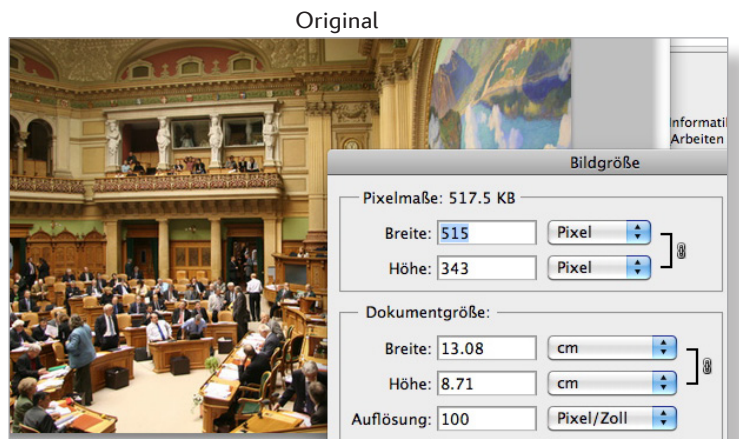 Original
Informati
Arbeiten
Bildgröße
Pixelmaße: 517.5 KB
Breite: 515 Pixel
Höhe: 343 Pixel
Dokumentgröße:
Breite: 13.08 cm
Höhe: 8.71 cm
Auflösung: 100 Pixel/Zoll